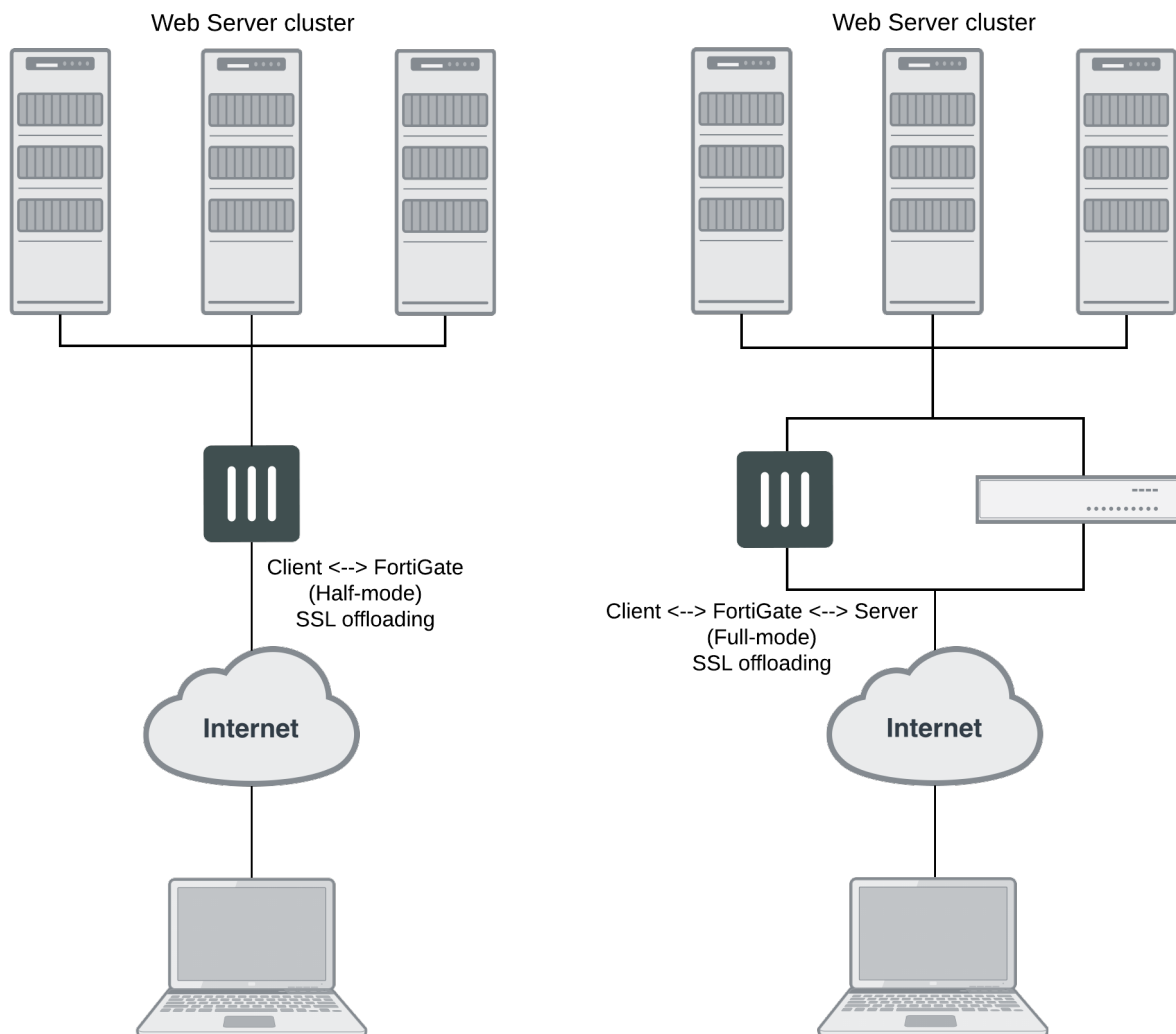 Web Server cluster
Web Server cluster
Client <--> FortiGate
(Half-mode)
SSL offloading
Client <--> FortiGate <--> Server
(Full-mode)
SSL offloading
Internet
Internet